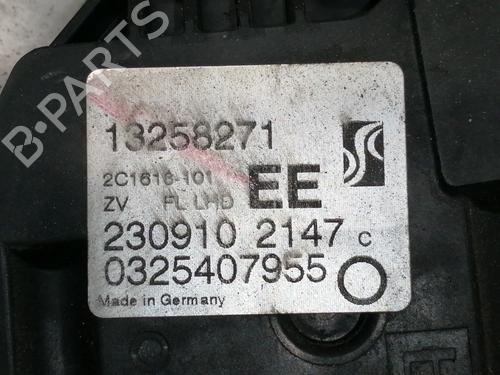 B-PARTS
13258271
2C1616-101 EE
ZV FL LHD
230910 2147 C
0325407955
Made in Germany